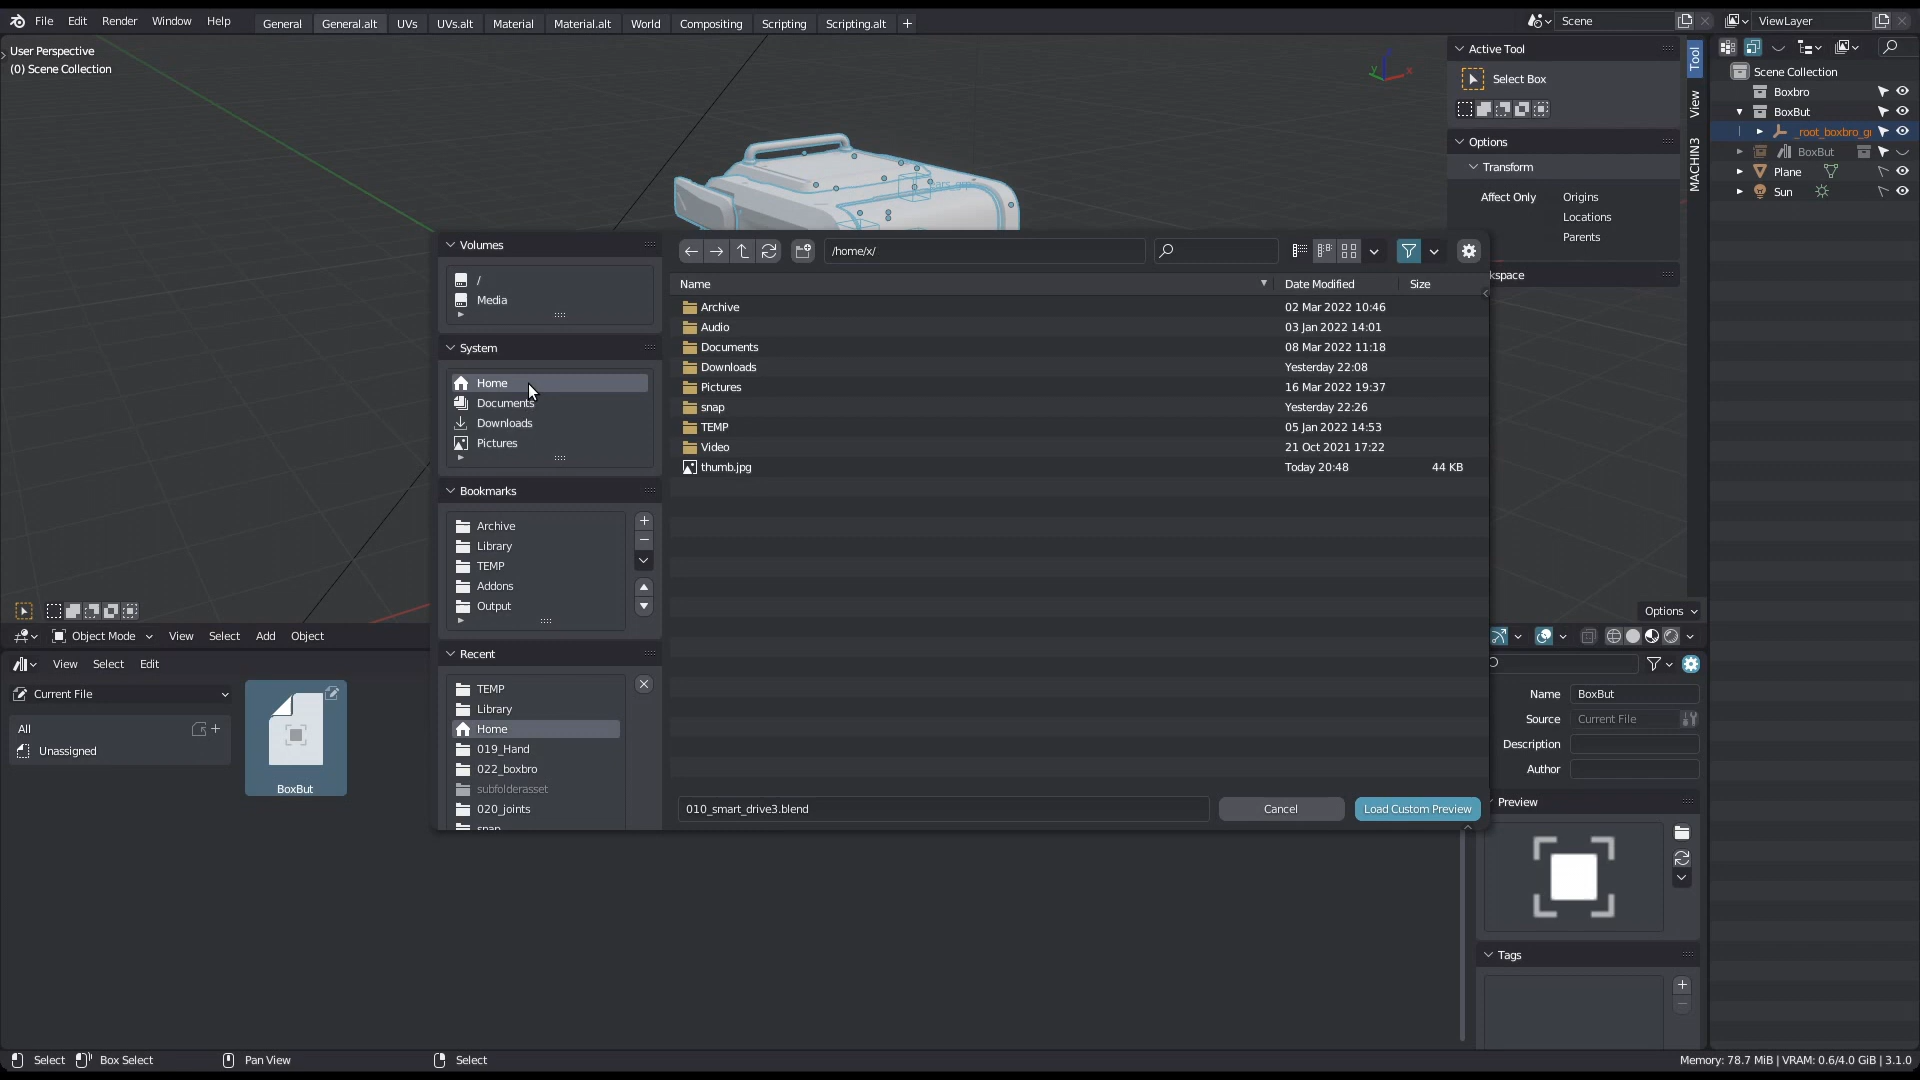 File Edit Render Window Help General General.alt UVs UVs.alt Material Material.alt World Compositing Scripting Scripting.alt + Scene ViewLayer
User Perspective
(0) Scene Collection
Active Tool
Select Box
Options
Transform
Affect Only Origins
Locations
Parents
kspace
Tool
View
MACHIN3
Scene Collection
Boxbro
BoxBut
_root_boxbro_g
BoxBut
Plane
Sun
Y
X
Volumes
/
Media
System
Home
Documents
Downloads
Pictures
Bookmarks
Archive
Library
TEMP
Addons
Output
Recent
TEMP
Library
Home
019_Hand
022_boxbro
subfolderasset
020_joints
snap
/home/x/
Name Date Modified Size
Archive 02 Mar 2022 10:46
Audio 03 Jan 2022 14:01
Documents 08 Mar 2022 11:18
Downloads Yesterday 22:08
Pictures 16 Mar 2022 19:37
snap Yesterday 22:26
TEMP 05 Jan 2022 14:53
Video 21 Oct 2021 17:22
thumb.jpg Today 20:48 44 KB
010_smart_drive3.blend Cancel Load Custom Preview
Options
Object Mode View Select Add Object
View Select Edit
Current File
All
Unassigned
BoxBut
Name BoxBut
Source Current File
Description
Author
Preview
Tags
Select Box Select Pan View Select Memory: 78.7 MiB | VRAM: 0.6/4.0 GiB | 3.1.0